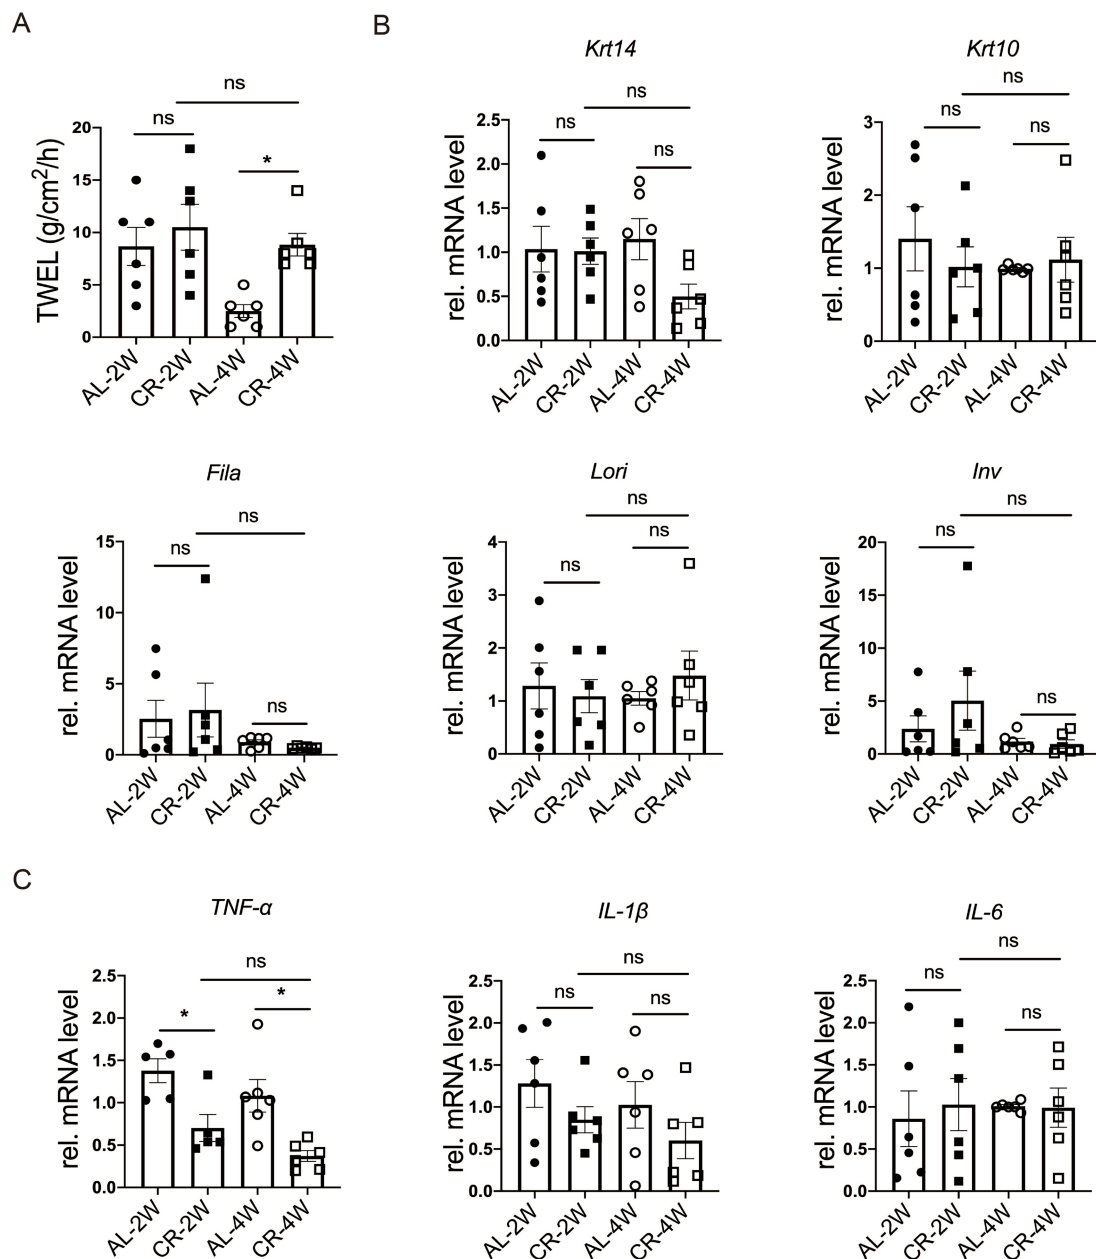 A
ns
ns
*
TWEL (g/cm²/h)
20
15
10
5
0
AL-2W
CR-2W
AL-4W
CR-4W
B
Krt14
ns
ns
ns
rel. mRNA level
2.5
2.0
1.5
1.0
0.5
0.0
AL-2W
CR-2W
AL-4W
CR-4W
Krt10
ns
ns
ns
rel. mRNA level
3
2
1
0
AL-2W
CR-2W
AL-4W
CR-4W
Fila
ns
ns
ns
rel. mRNA level
15
10
5
0
AL-2W
CR-2W
AL-4W
CR-4W
Lori
ns
ns
ns
rel. mRNA level
4
3
2
1
0
AL-2W
CR-2W
AL-4W
CR-4W
Inv
ns
ns
ns
rel. mRNA level
20
15
10
5
0
AL-2W
CR-2W
AL-4W
CR-4W
C
TNF-α
ns
*
*
rel. mRNA level
2.5
2.0
1.5
1.0
0.5
0.0
AL-2W
CR-2W
AL-4W
CR-4W
IL-1β
ns
ns
ns
rel. mRNA level
2.5
2.0
1.5
1.0
0.5
0.0
AL-2W
CR-2W
AL-4W
CR-4W
IL-6
ns
ns
ns
rel. mRNA level
2.5
2.0
1.5
1.0
0.5
0.0
AL-2W
CR-2W
AL-4W
CR-4W